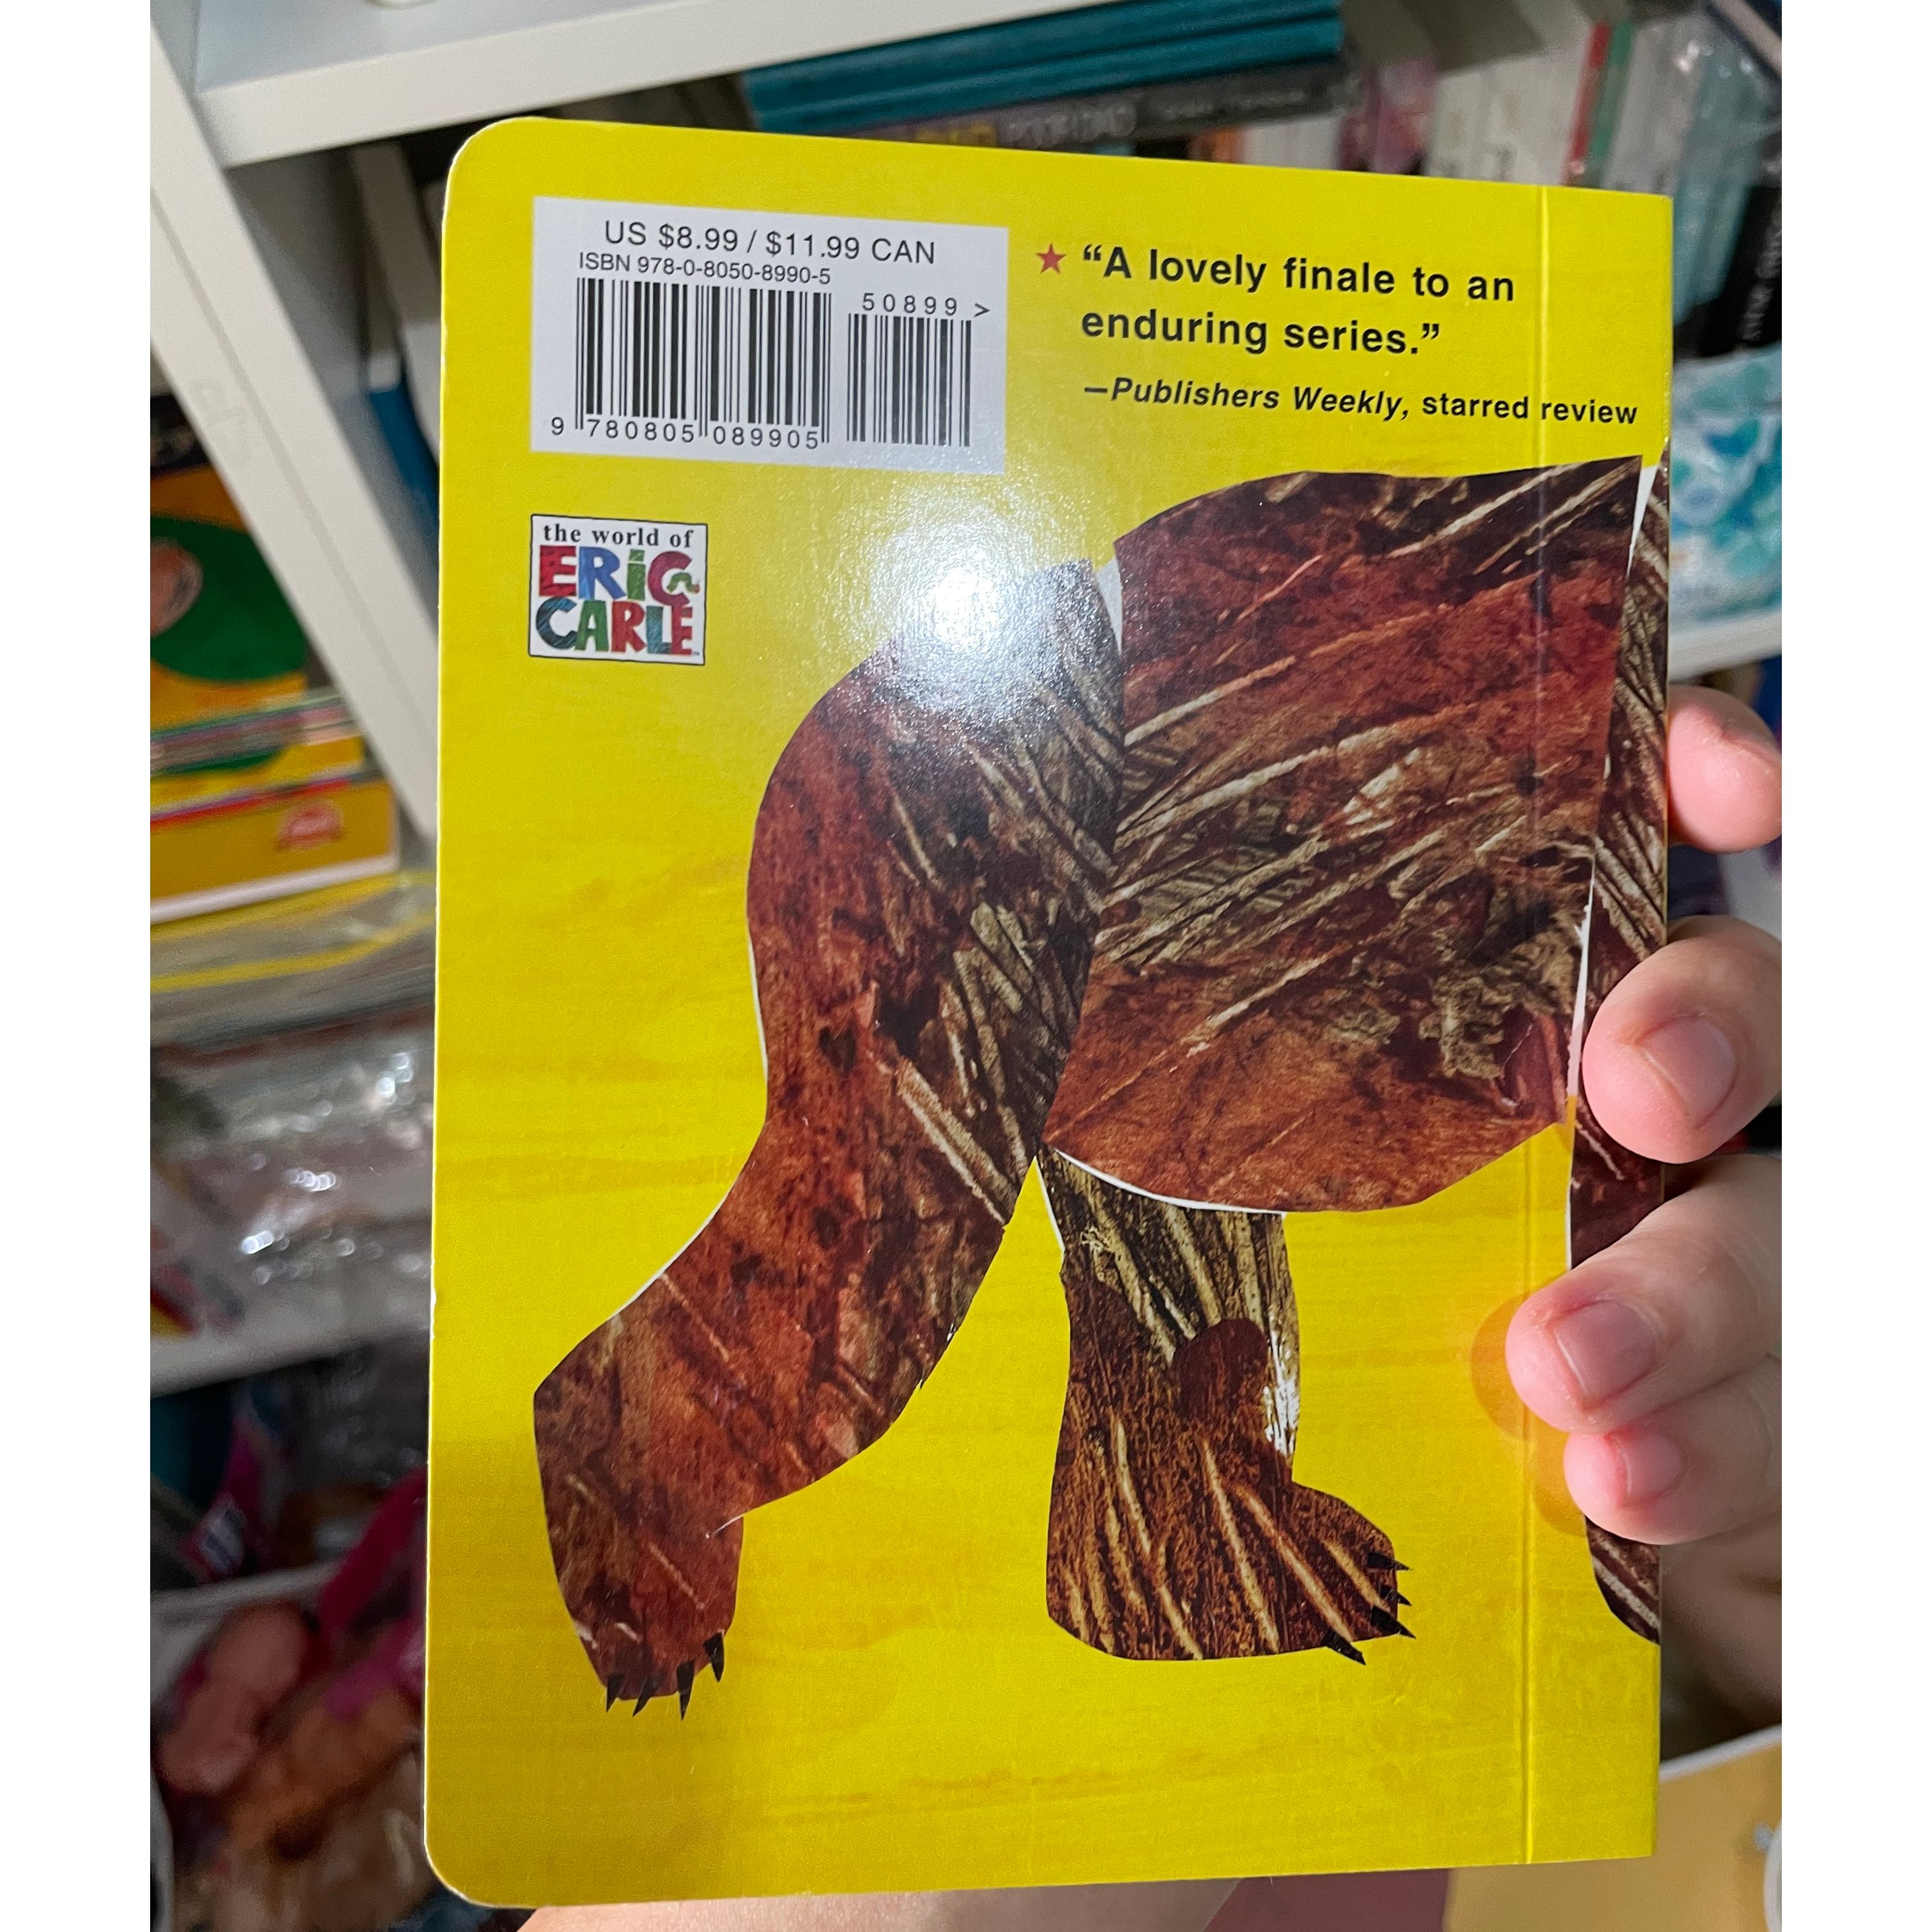 US $8.99 / $11.99 CAN
ISBN 978-0-8050-8990-5
50899 >
9 780805 089905
★ “A lovely finale to an
enduring series.”
—Publishers Weekly, starred review
the world of
ERIC
CARLE